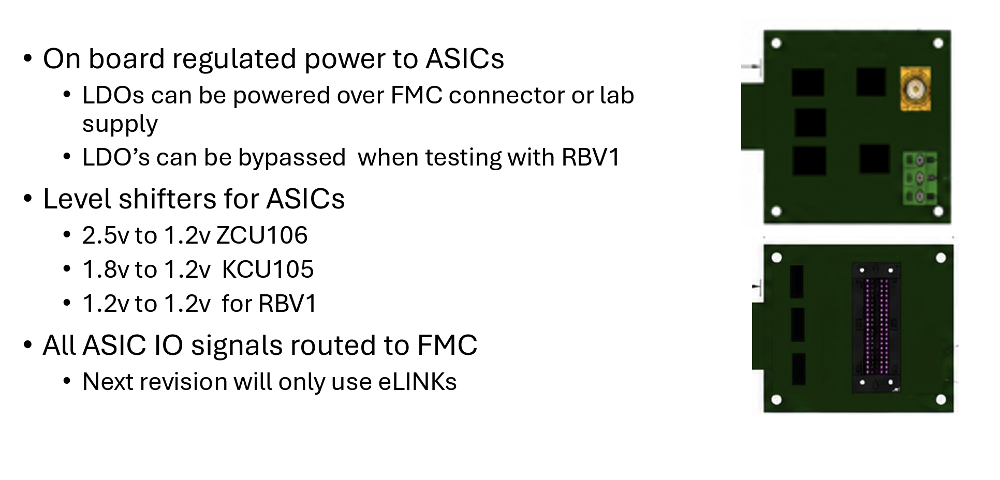 • On board regulated power to ASICs
• LDOs can be powered over FMC connector or lab
supply
• LDO’s can be bypassed  when testing with RBV1
• Level shifters for ASICs
• 2.5v to 1.2v ZCU106
• 1.8v to 1.2v  KCU105
• 1.2v to 1.2v  for RBV1
• All ASIC IO signals routed to FMC
• Next revision will only use eLINKs